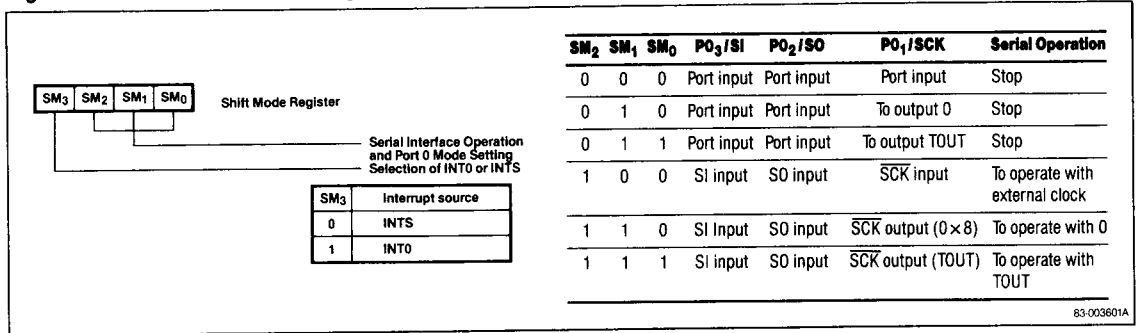 SM3 SM2 SM1 SM0 Shift Mode Register
Serial Interface Operation
and Port 0 Mode Setting
Selection of INT0 or INTS
SM3 Interrupt source
0 INTS
1 INT0
SM2 SM1 SM0 PO3/SI PO2/SO PO1/SCK Serial Operation
0 0 0 Port input Port input Port input Stop
0 1 0 Port input Port input To output 0 Stop
0 1 1 Port input Port input To output TOUT Stop
1 0 0 SI input SO input SCK input To operate with
external clock
1 1 0 SI Input SO input SCK output (0×8) To operate with 0
1 1 1 SI input SO input SCK output (TOUT) To operate with
TOUT
83-003601A